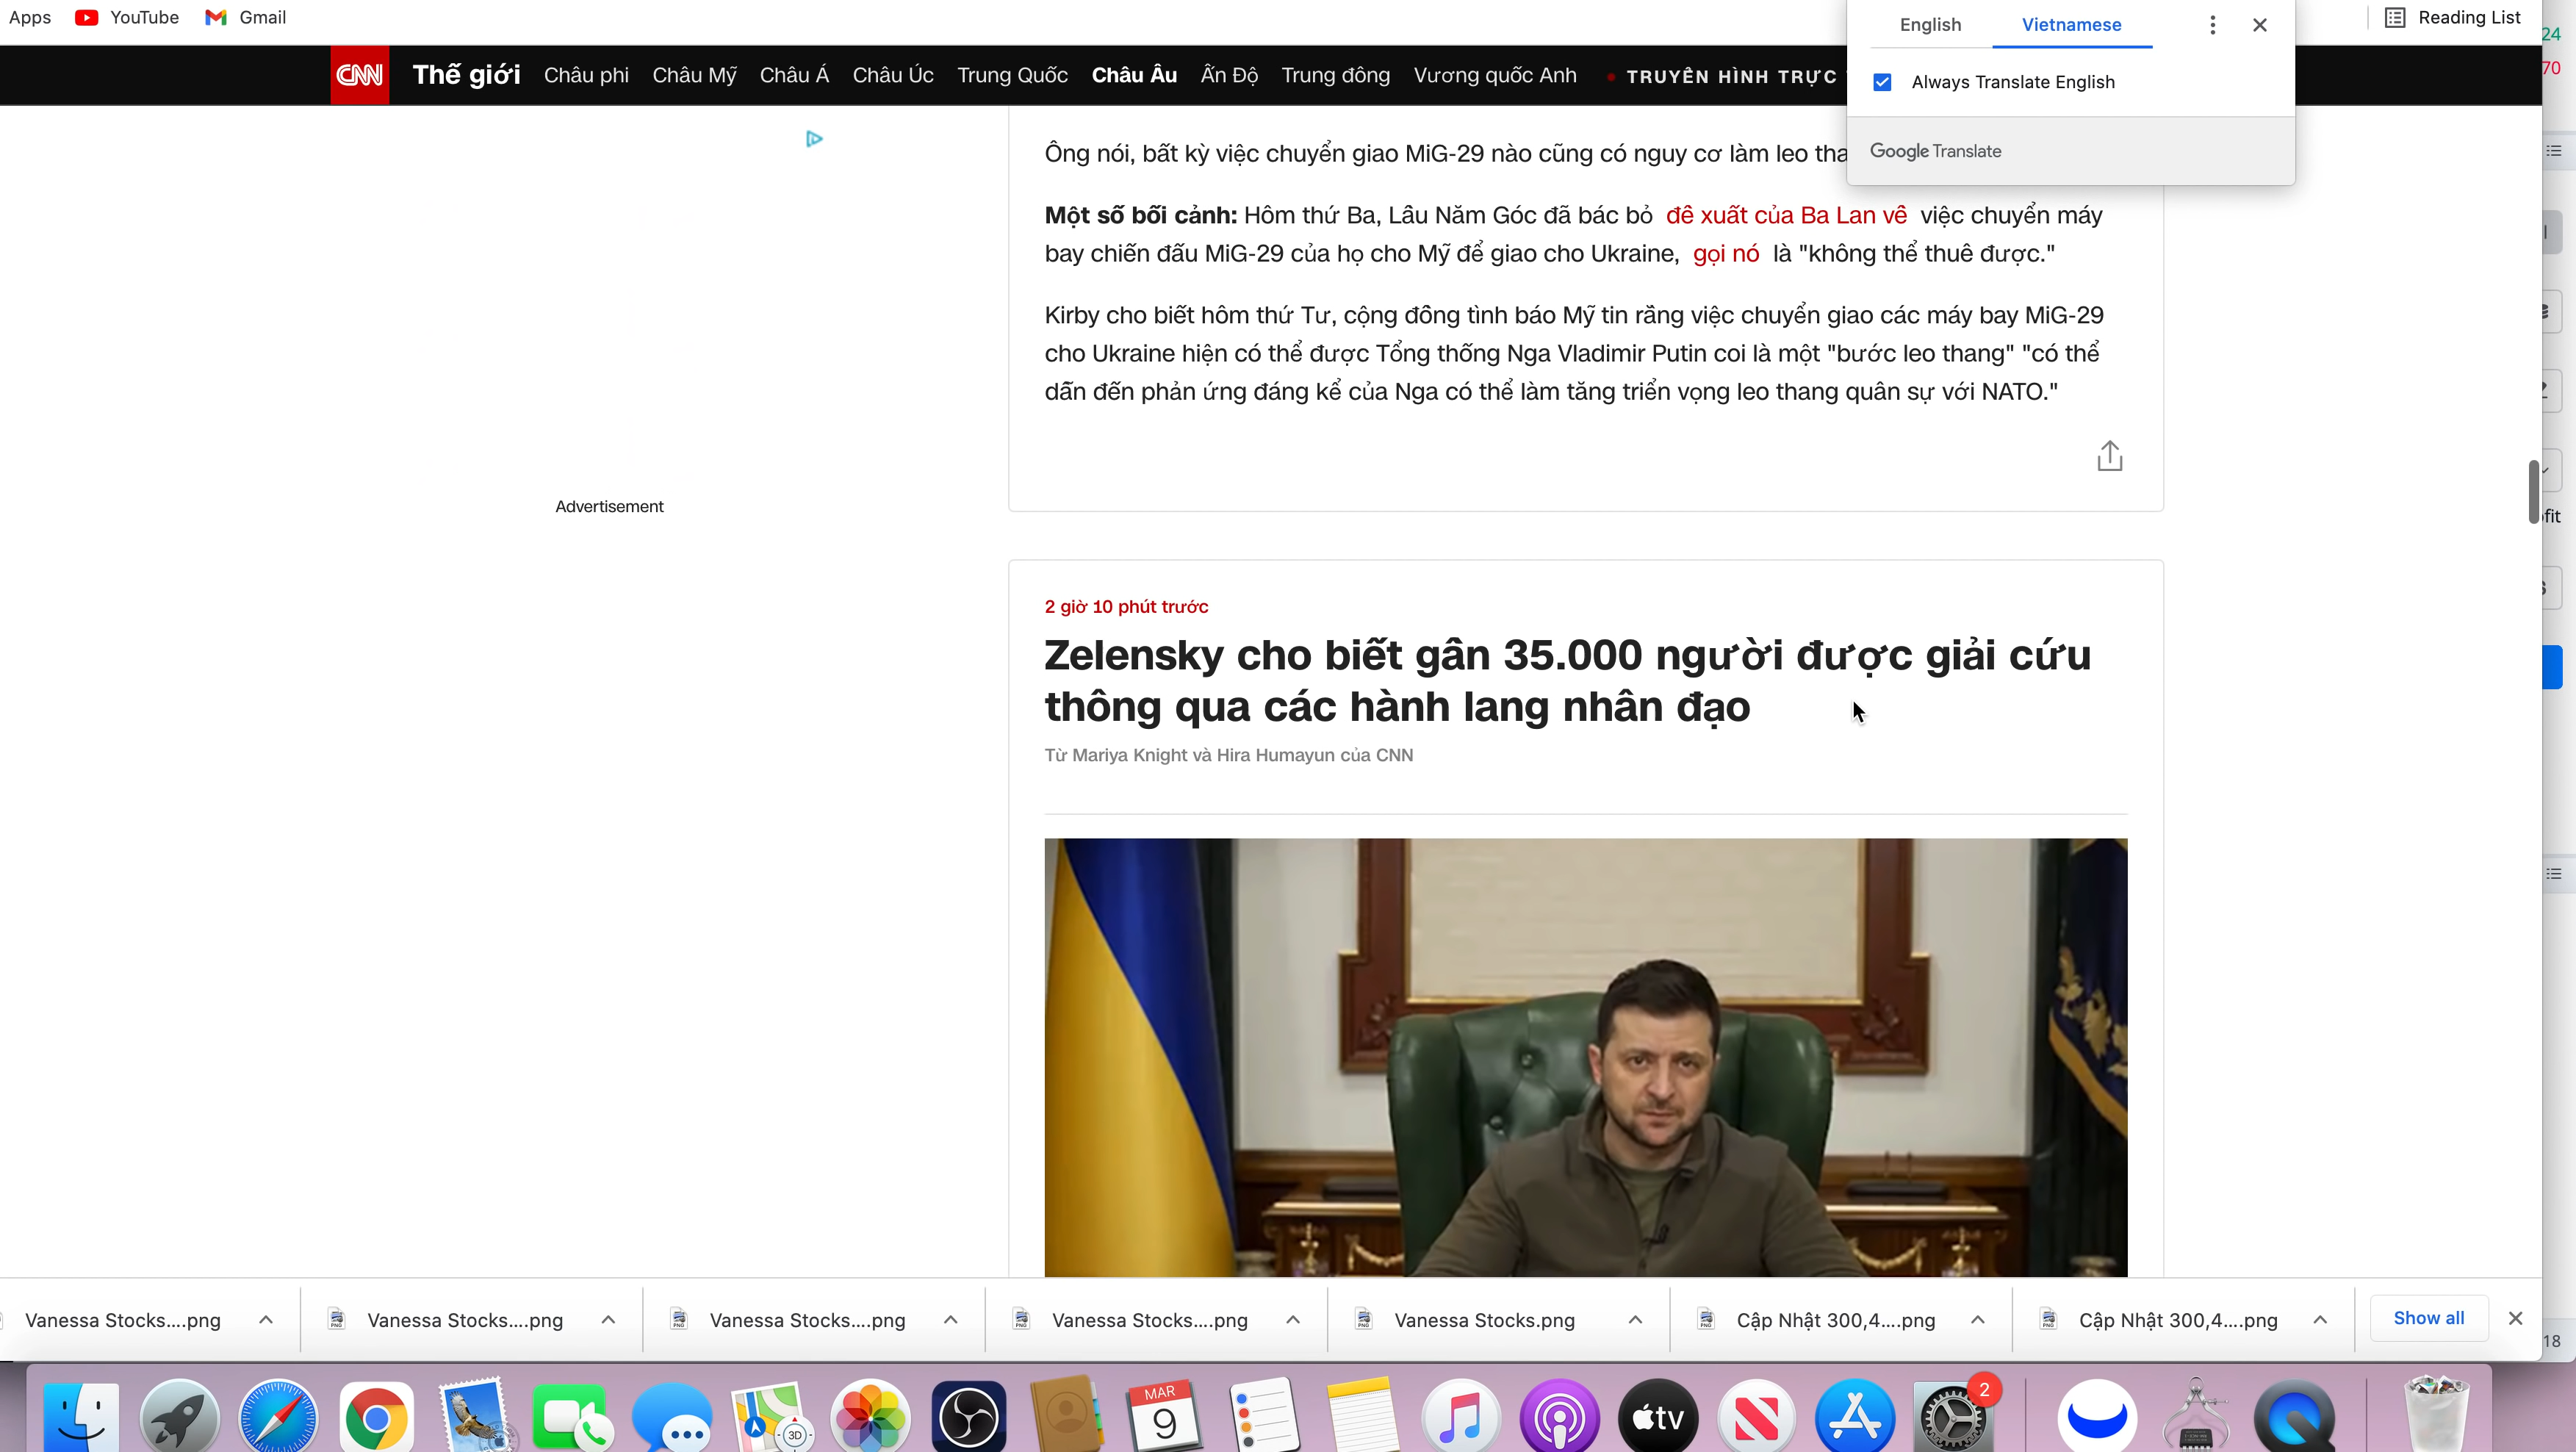 Apps YouTube Gmail
Reading List
English Vietnamese
24
CNN Thế giới Châu phi Châu Mỹ Châu Á Châu Úc Trung Quốc Châu Âu Ấn Độ Trung đông Vương quốc Anh TRUYỀN HÌNH TRỰC
Always Translate English
70
Google Translate
Ông nói, bất kỳ việc chuyển giao MiG-29 nào cũng có nguy cơ làm leo
Một số bối cảnh: Hôm thứ Ba, Lầu Năm Góc đã bác bỏ đề xuất của Ba Lan về việc chuyển máy
bay chiến đấu MiG-29 của họ cho Mỹ để giao cho Ukraine, gọi nó là "không thể thuê được."
Kirby cho biết hôm thứ Tư, cộng đồng tình báo Mỹ tin rằng việc chuyển giao các máy bay MiG-29
cho Ukraine hiện có thể được Tổng thống Nga Vladimir Putin coi là một "bước leo thang" "có thể
dẫn đến phản ứng đáng kể của Nga có thể làm tăng triển vọng leo thang quân sự với NATO."
Advertisement
ofit
2 giờ 10 phút trước
Zelensky cho biết gần 35.000 người được giải cứu
thông qua các hành lang nhân đạo
Từ Mariya Knight và Hira Humayun của CNN
Vanessa Stocks....png Vanessa Stocks....png Vanessa Stocks....png Vanessa Stocks....png Vanessa Stocks.png Cập Nhật 300,4....png Cập Nhật 300,4....png Show all
18
MAR
9
3D
tv
2